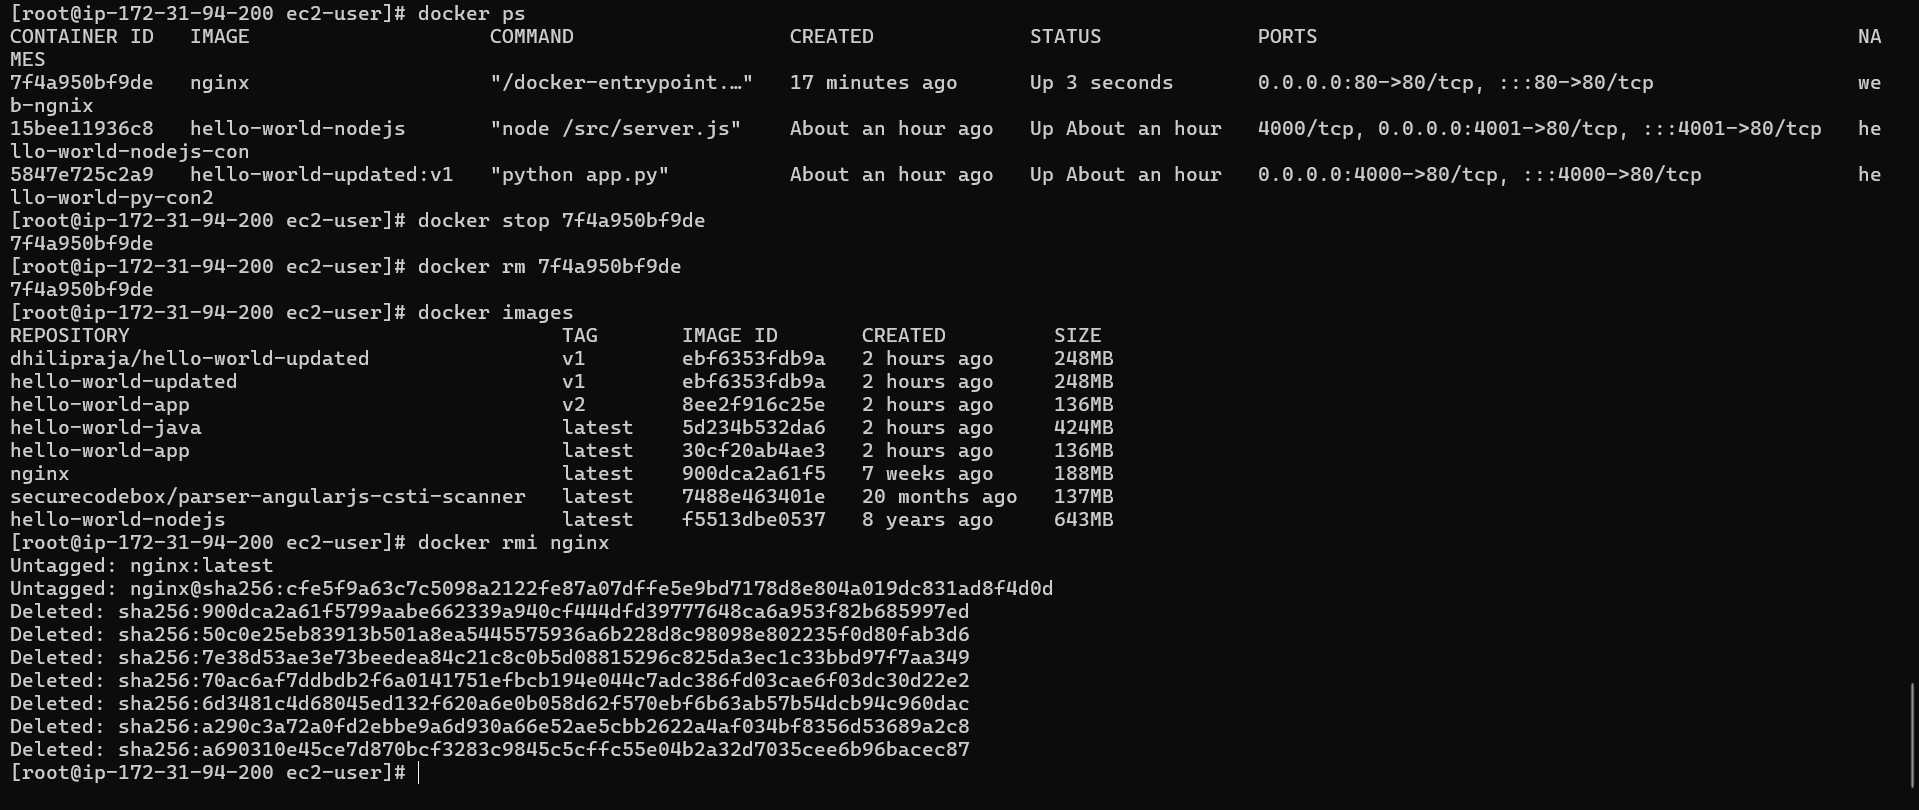 [root@ip-172-31-94-200 ec2-user]# docker ps
CONTAINER ID   IMAGE                    COMMAND                  CREATED             STATUS             PORTS                                             NA
MES
7f4a950bf9de   nginx                    "/docker-entrypoint.…"   17 minutes ago      Up 3 seconds       0.0.0.0:80->80/tcp, :::80->80/tcp                 we
b-ngnix
15bee11936c8   hello-world-nodejs       "node /src/server.js"    About an hour ago   Up About an hour   4000/tcp, 0.0.0.0:4001->80/tcp, :::4001->80/tcp   he
llo-world-nodejs-con
5847e725c2a9   hello-world-updated:v1   "python app.py"          About an hour ago   Up About an hour   0.0.0.0:4000->80/tcp, :::4000->80/tcp             he
llo-world-py-con2
[root@ip-172-31-94-200 ec2-user]# docker stop 7f4a950bf9de
7f4a950bf9de
[root@ip-172-31-94-200 ec2-user]# docker rm 7f4a950bf9de
7f4a950bf9de
[root@ip-172-31-94-200 ec2-user]# docker images
REPOSITORY                                    TAG       IMAGE ID       CREATED         SIZE
dhilipraja/hello-world-updated                v1        ebf6353fdb9a   2 hours ago     248MB
hello-world-updated                           v1        ebf6353fdb9a   2 hours ago     248MB
hello-world-app                               v2        8ee2f916c25e   2 hours ago     136MB
hello-world-java                              latest    5d234b532da6   2 hours ago     424MB
hello-world-app                               latest    30cf20ab4ae3   2 hours ago     136MB
nginx                                         latest    900dca2a61f5   7 weeks ago     188MB
securecodebox/parser-angularjs-csti-scanner   latest    7488e463401e   20 months ago   137MB
hello-world-nodejs                            latest    f5513dbe0537   8 years ago     643MB
[root@ip-172-31-94-200 ec2-user]# docker rmi nginx
Untagged: nginx:latest
Untagged: nginx@sha256:cfe5f9a63c7c5098a2122fe87a07dffe5e9bd7178d8e804a019dc831ad8f4d0d
Deleted: sha256:900dca2a61f5799aabe662339a940cf444dfd39777648ca6a953f82b685997ed
Deleted: sha256:50c0e25eb83913b501a8ea5445575936a6b228d8c98098e802235f0d80fab3d6
Deleted: sha256:7e38d53ae3e73beedea84c21c8c0b5d08815296c825da3ec1c33bbd97f7aa349
Deleted: sha256:70ac6af7ddbdb2f6a0141751efbcb194e044c7adc386fd03cae6f03dc30d22e2
Deleted: sha256:6d3481c4d68045ed132f620a6e0b058d62f570ebf6b63ab57b54dcb94c960dac
Deleted: sha256:a290c3a72a0fd2ebbe9a6d930a66e52ae5cbb2622a4af034bf8356d53689a2c8
Deleted: sha256:a690310e45ce7d870bcf3283c9845c5cffc55e04b2a32d7035cee6b96bacec87
[root@ip-172-31-94-200 ec2-user]#